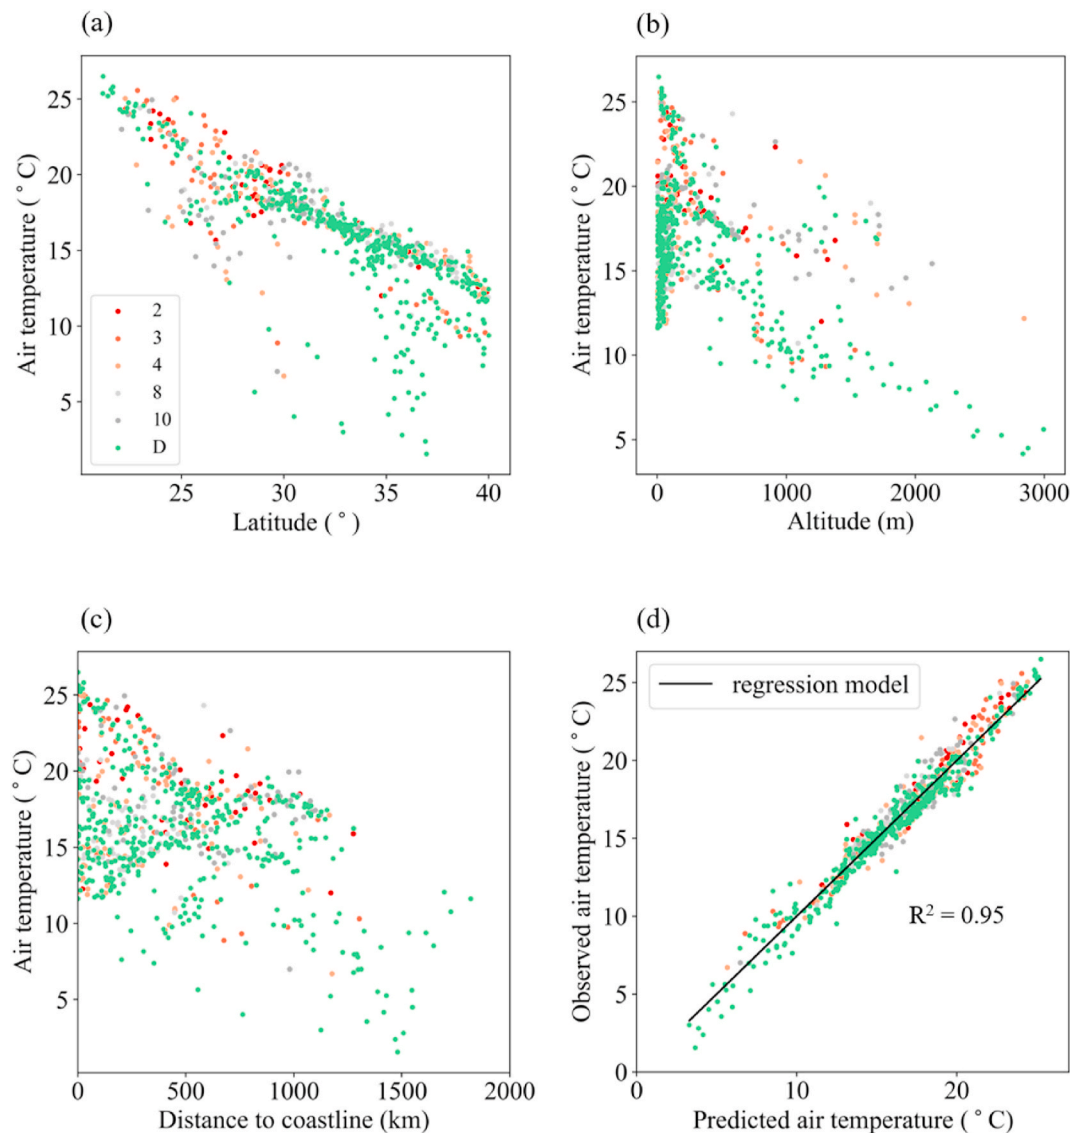 (a)
Air temperature ( ° C)
25
20
15
10
5
2
3
4
8
10
D
25
30
35
40
Latitude ( ° )
(b)
Air temperature ( ° C)
25
20
15
10
5
0
1000
2000
3000
Altitude (m)
(c)
Air temperature ( ° C)
25
20
15
10
5
0
500
1000
1500
2000
Distance to coastline (km)
(d)
Observed air temperature ( ° C)
25
20
15
10
5
0
regression model
R² = 0.95
10
20
Predicted air temperature ( ° C)